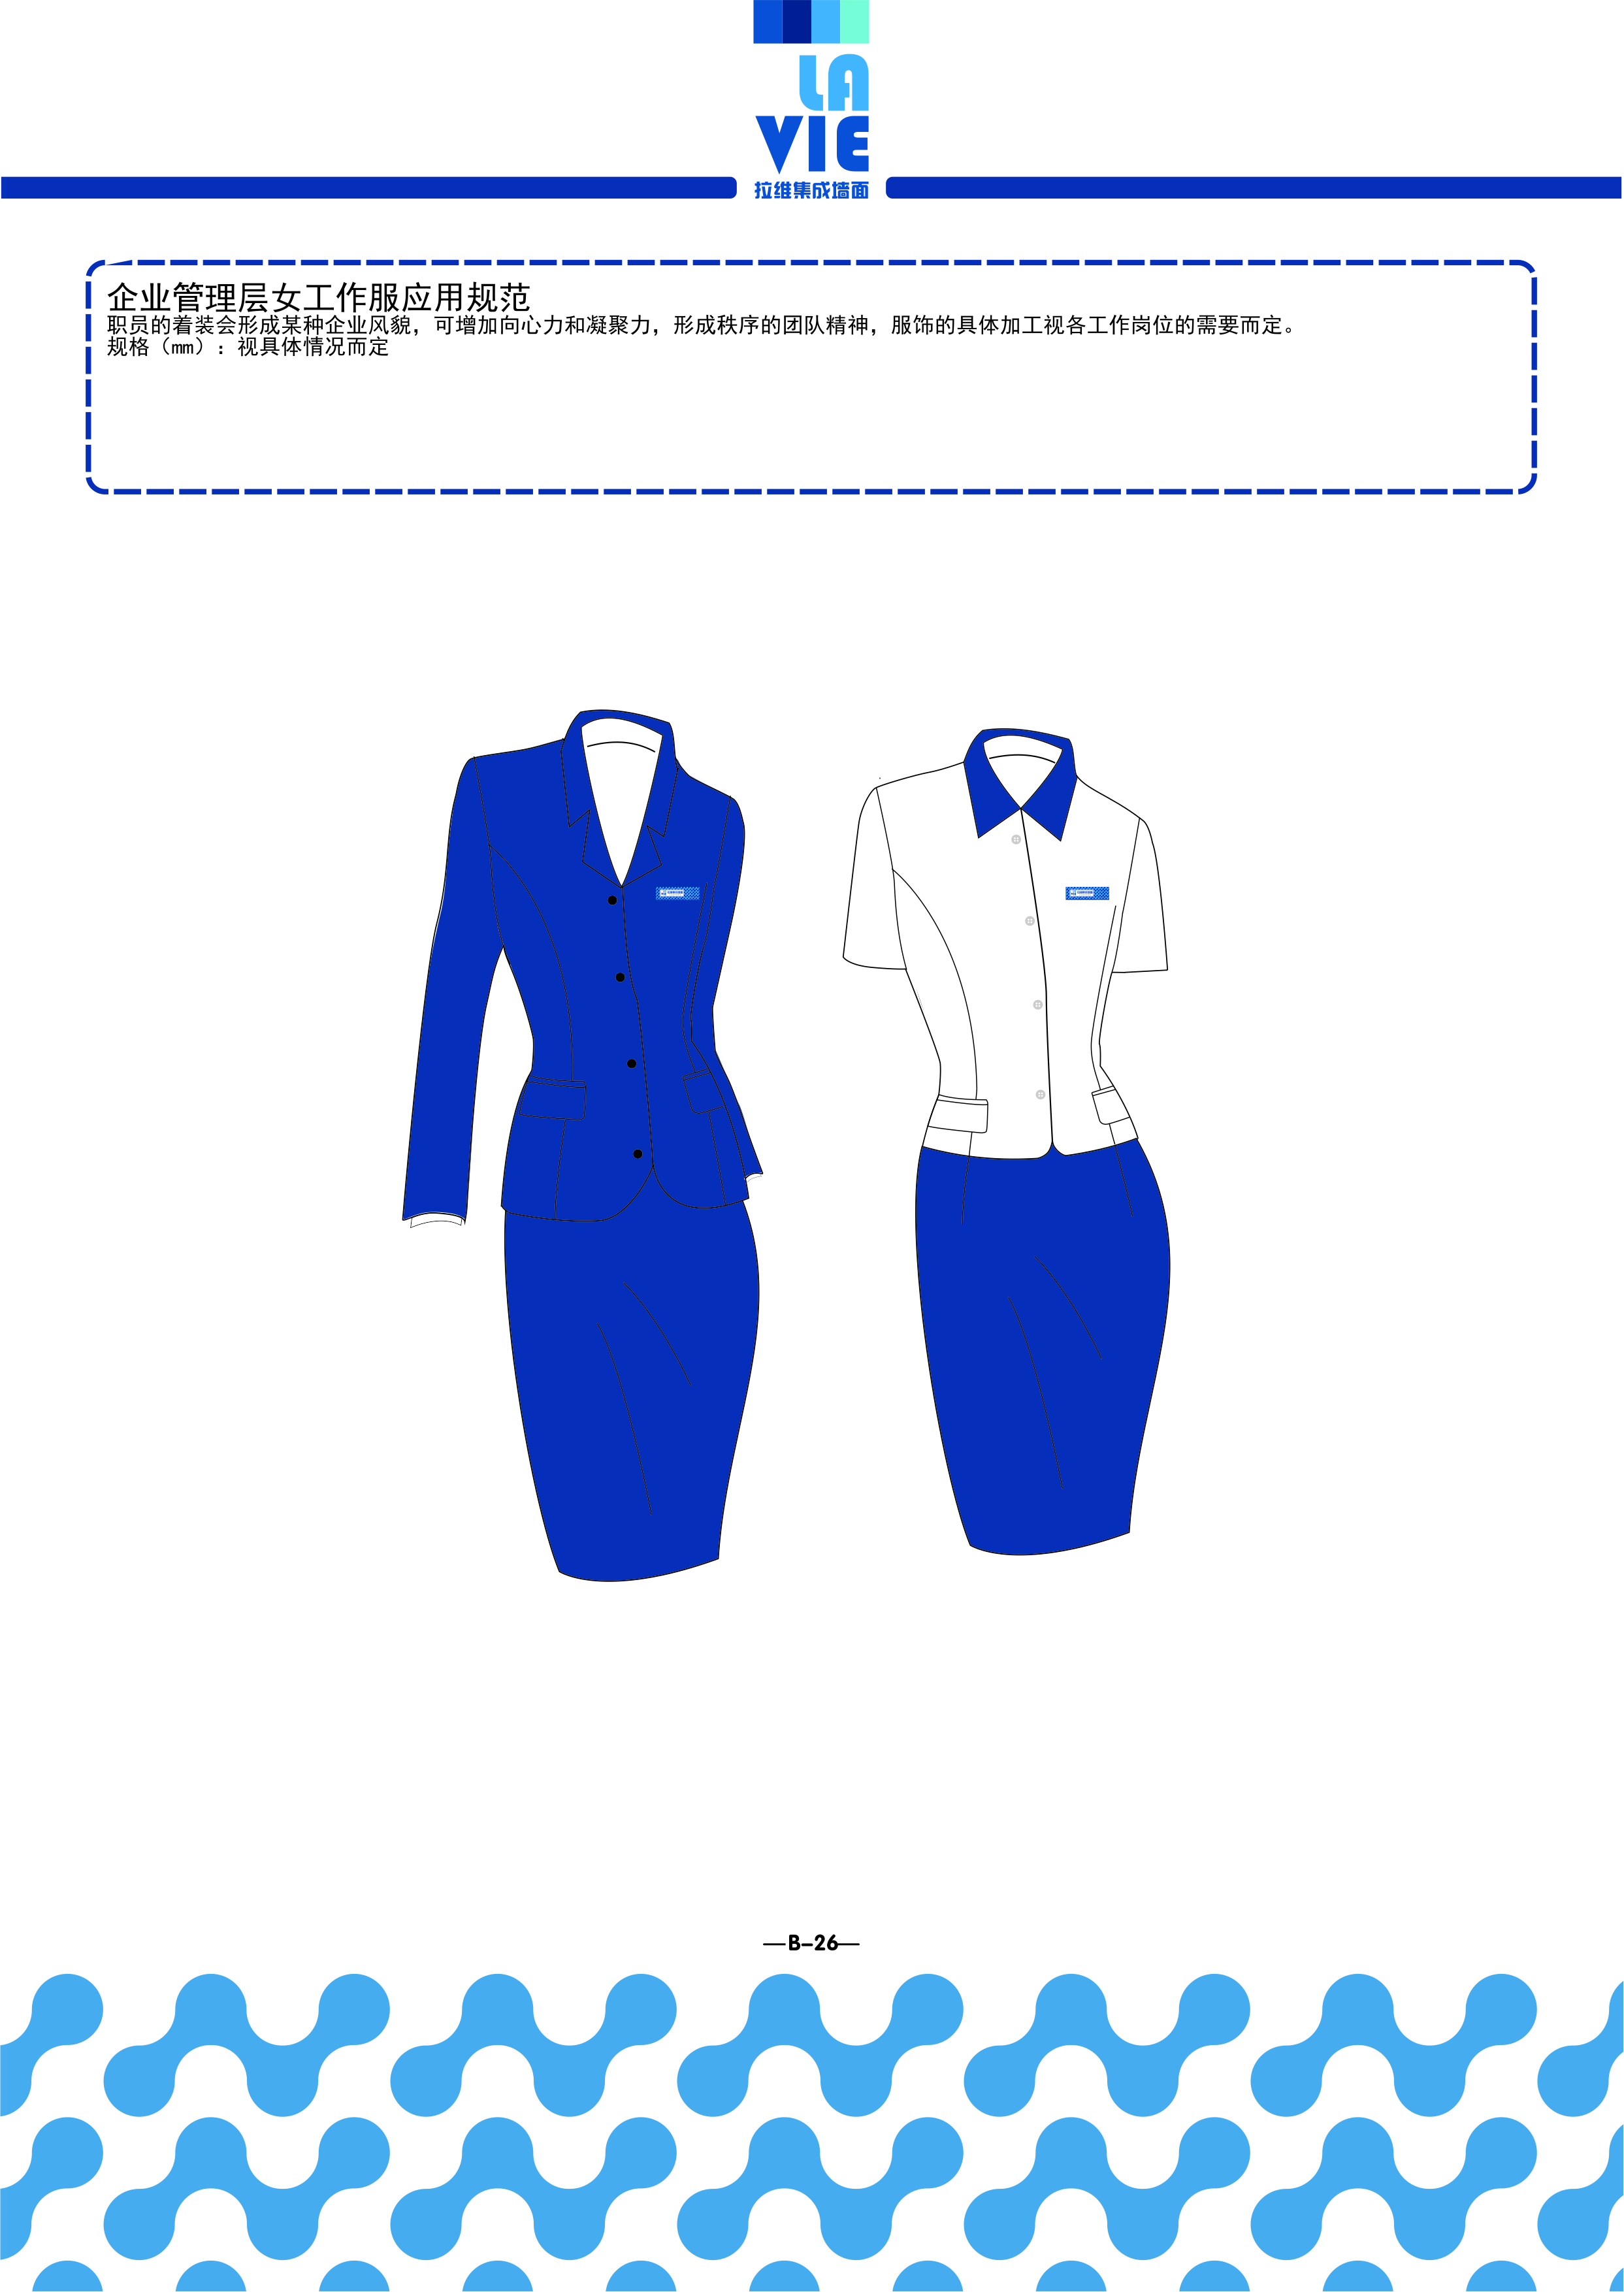 LA
VIE
拉维集成墙面
企业管理层女工作服应用规范
职员的着装会形成某种企业风貌，可增加向心力和凝聚力，形成秩序的团队精神，服饰的具体加工视各工作岗位的需要而定。
规格（mm）：视具体情况而定
—B-26—